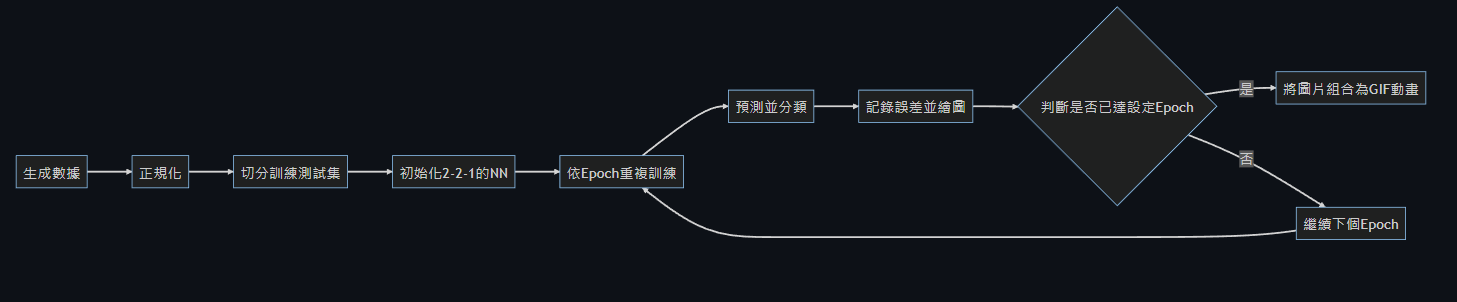 生成數據
正規化
切分訓練測試集
初始化2-2-1的NN
依Epoch重複訓練
預測並分類
記錄誤差並繪圖
判斷是否已達設定Epoch
是
將圖片組合為GIF動畫
否
繼續下個Epoch